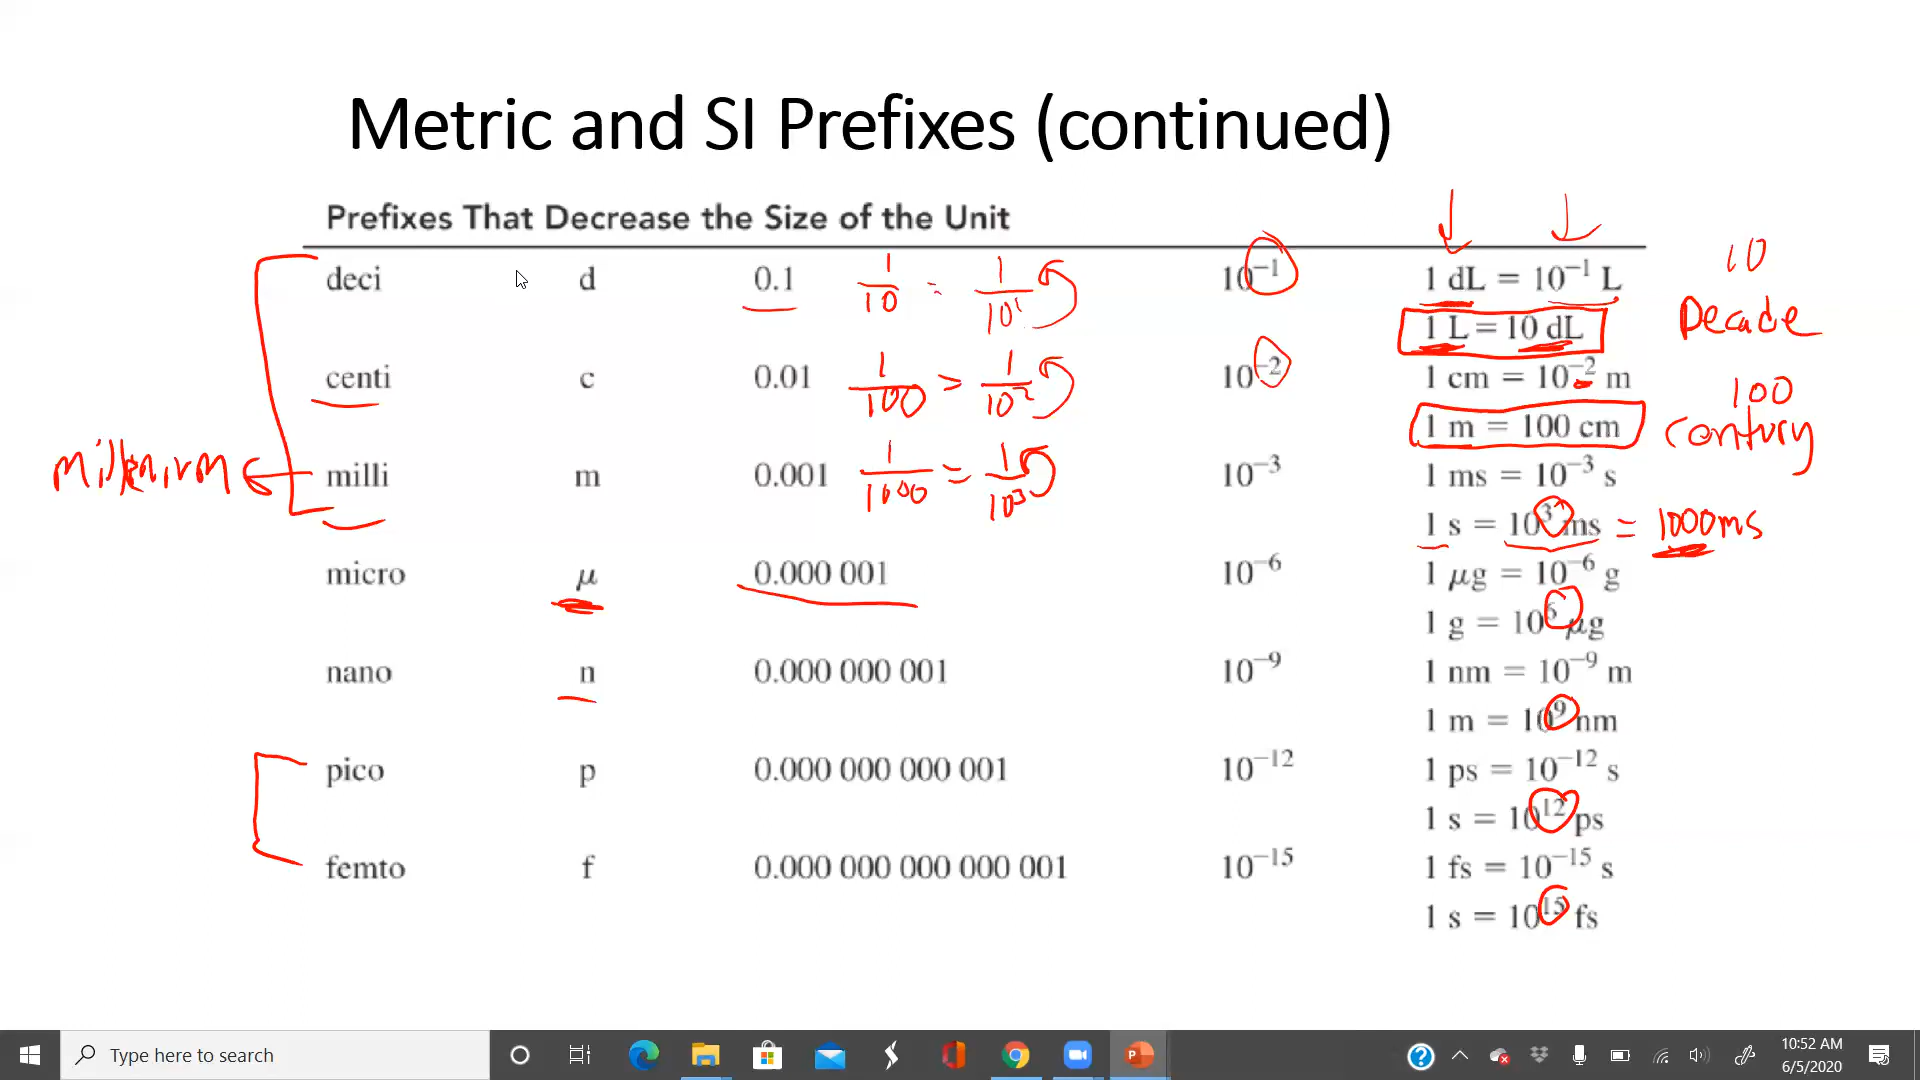 Metric and SI Prefixes (continued)
Prefixes That Decrease the Size of the Unit
deci d 0.1 1/10 = 1/10¹ 10⁻¹ 1 dL = 10⁻¹ L 10
1 L = 10 dL Decade
centi c 0.01 1/100 = 1/10² 10⁻² 1 cm = 10⁻² m 100
1 m = 100 cm Century
millenium milli m 0.001 1/1000 = 1/10³ 10⁻³ 1 ms = 10⁻³ s
1 s = 10³ ms = 1000ms
micro μ 0.000 001 10⁻⁶ 1 μg = 10⁻⁶ g
1 g = 10⁶ μg
nano n 0.000 000 001 10⁻⁹ 1 nm = 10⁻⁹ m
1 m = 10⁹ nm
pico p 0.000 000 000 001 10⁻¹² 1 ps = 10⁻¹² s
1 s = 10¹² ps
femto f 0.000 000 000 000 001 10⁻¹⁵ 1 fs = 10⁻¹⁵ s
1 s = 10¹⁵ fs
Type here to search
10:52 AM
6/5/2020